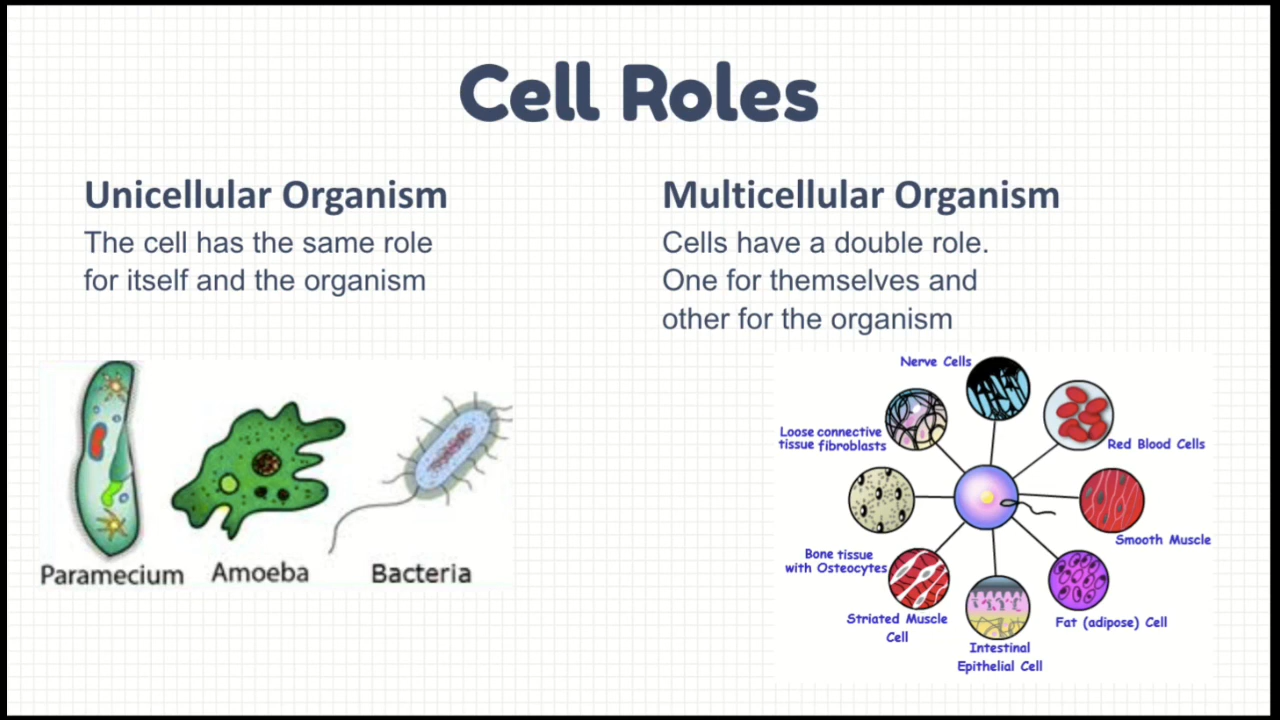 Cell Roles
Unicellular Organism
The cell has the same role
for itself and the organism
Multicellular Organism
Cells have a double role.
One for themselves and
other for the organism
Paramecium
Amoeba
Bacteria
Nerve Cells
Red Blood Cells
Loose connective
tissue fibroblasts
Smooth Muscle
Bone tissue
with Osteocytes
Fat (adipose) Cell
Striated Muscle
Cell
Intestinal
Epithelial Cell